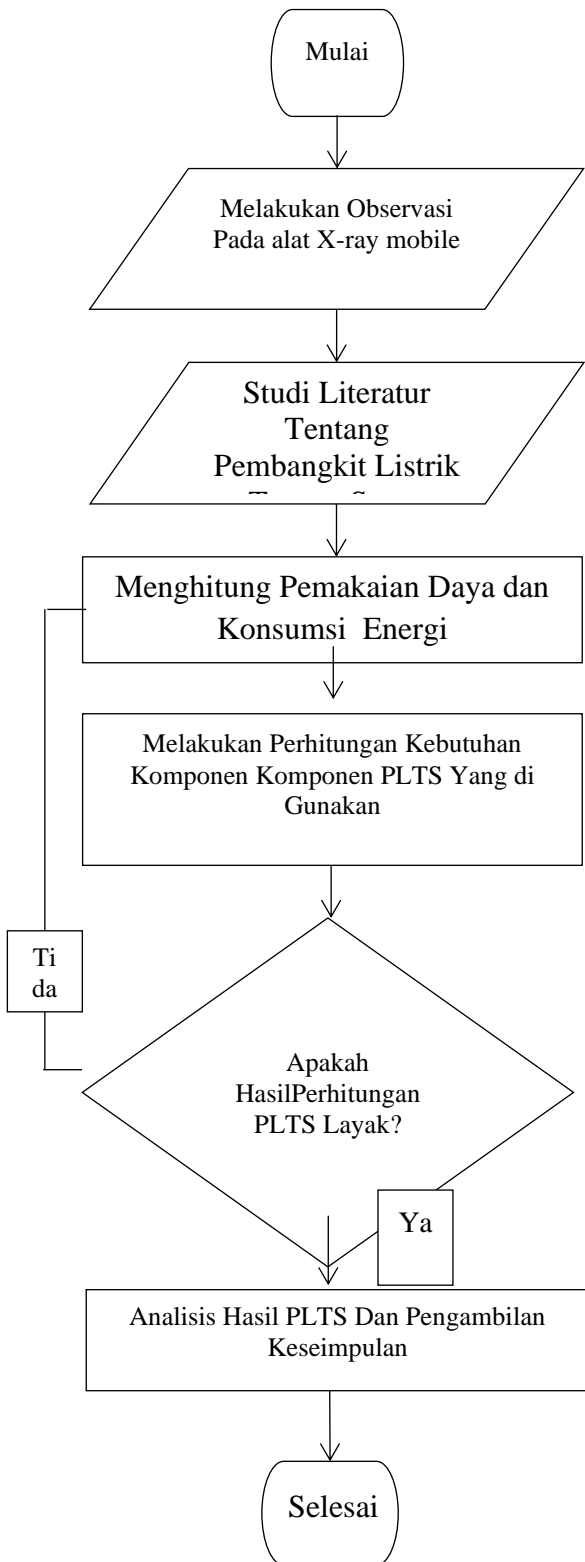 Mulai
Melakukan Observasi
Pada alat X-ray mobile
Studi Literatur
Tentang
Pembangkit Listrik
Menghitung Pemakaian Daya dan
Konsumsi Energi
Melakukan Perhitungan Kebutuhan
Komponen Komponen PLTS Yang di
Gunakan
Ti
da
Apakah
HasilPerhitungan
PLTS Layak?
Ya
Analisis Hasil PLTS Dan Pengambilan
Keseimpulan
Selesai